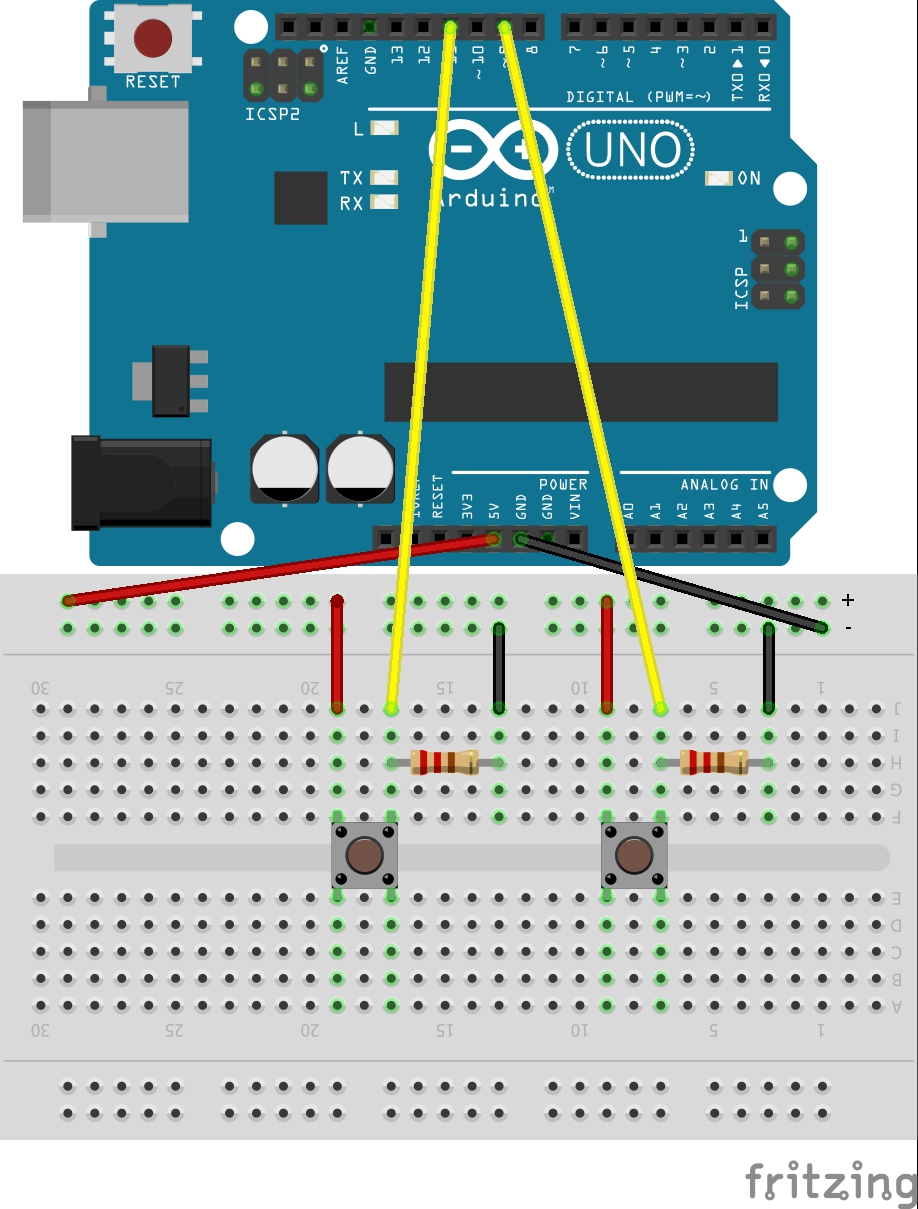 RESET
ICSP2
AREF
GND
13
12
~10
8
7
~6
~5
4
~3
2
TX0▶1
RX0◀0
DIGITAL (PWM=~)
L
TX
RX
UNO
Arduino
ON
1
ICSP
RESET
3V3
5V
GND
GND
VIN
POWER
ANALOG IN
A0
A1
A2
A3
A4
A5
+
-
30 25 20 15 10 5 1
J
I
H
G
F
E
D
C
B
A
30 25 20 15 10 5 1
fritzing